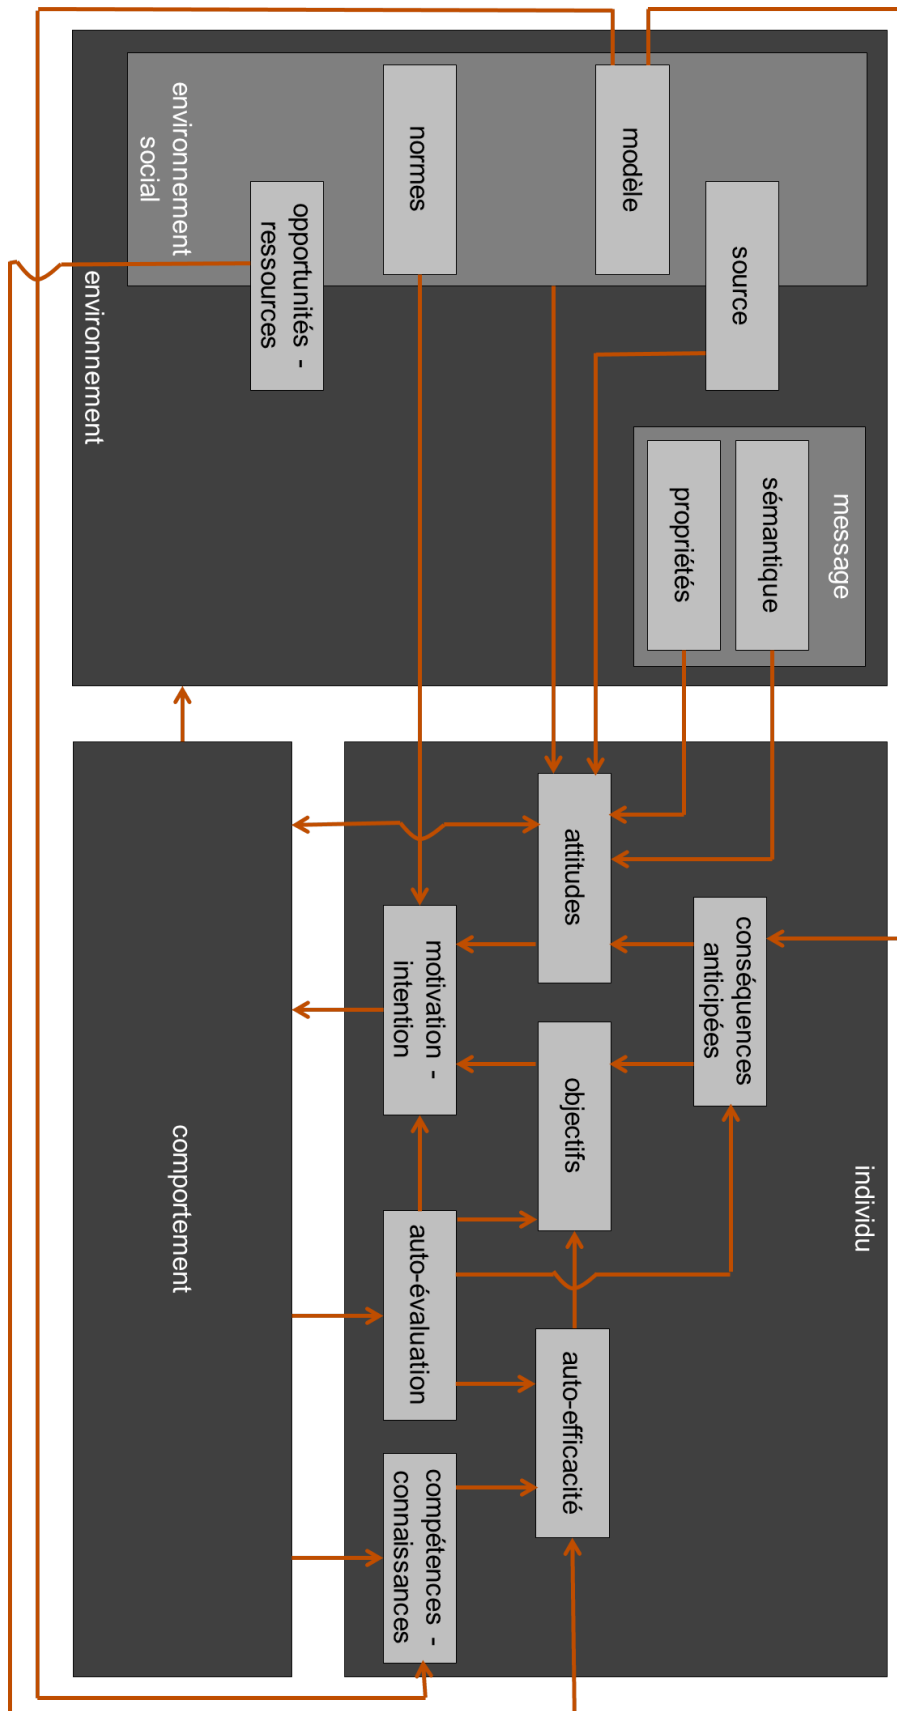 message
sémantique
propriétés
source
modèle
normes
opportunités -
ressources
environnement
social
environnement
individu
conséquences
anticipées
attitudes
objectifs
auto-efficacité
motivation -
intention
auto-évaluation
compétences -
connaissances
comportement